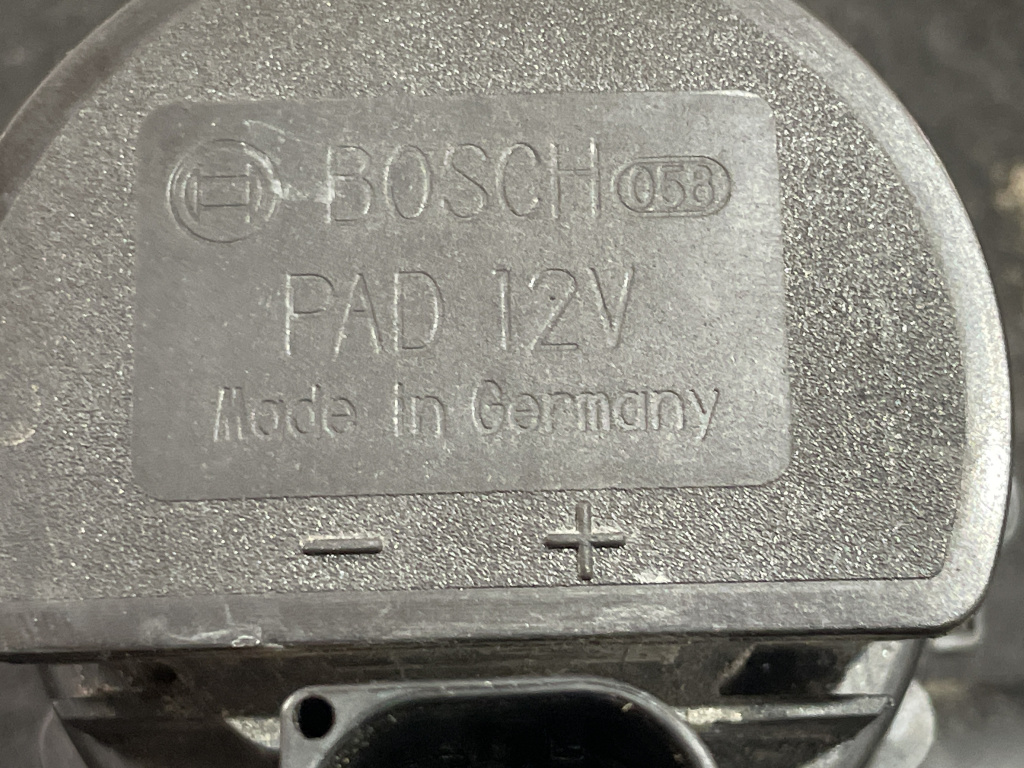 BOSCH 058
PAD 12V
Made in Germany
- +